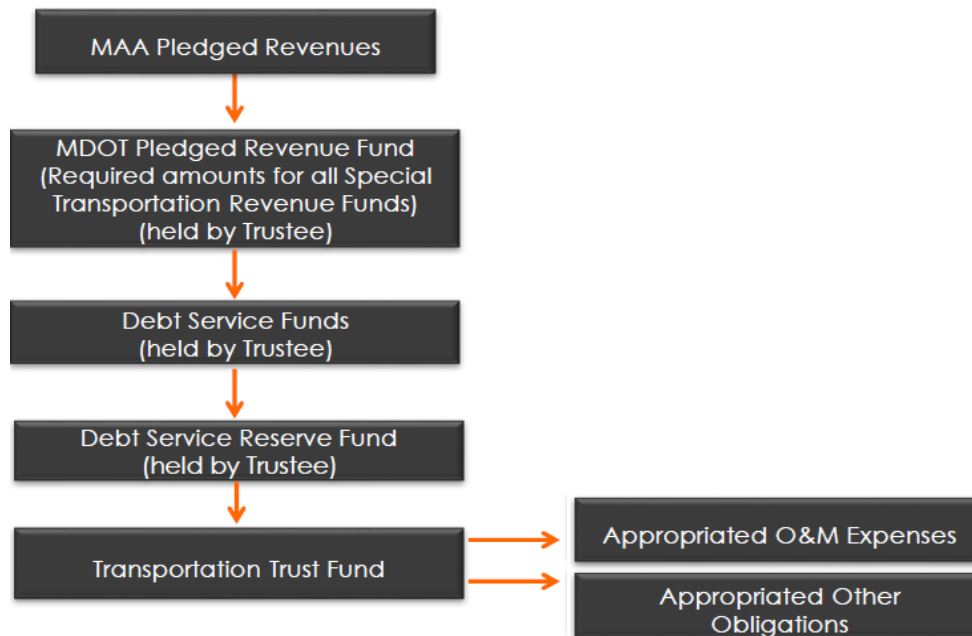 MAA Pledged Revenues
MDOT Pledged Revenue Fund
(Required amounts for all Special
Transportation Revenue Funds)
(held by Trustee)
Debt Service Funds
(held by Trustee)
Debt Service Reserve Fund
(held by Trustee)
Transportation Trust Fund
Appropriated O&M Expenses
Appropriated Other
Obligations